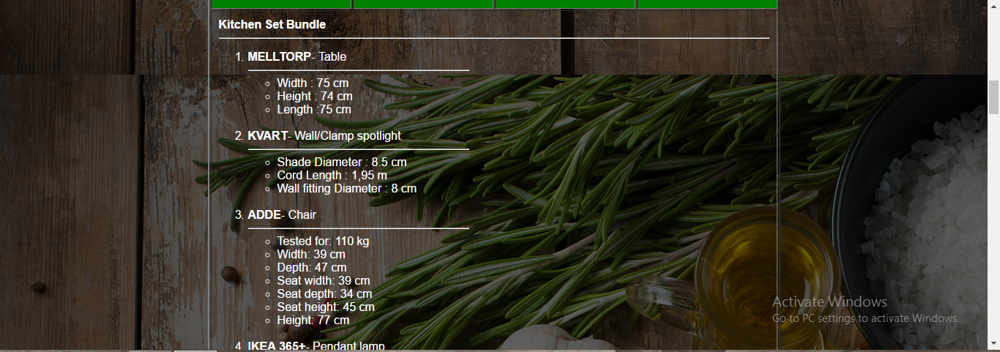 Kitchen Set Bundle
1. MELLTORP- Table
Width : 75 cm
Height : 74 cm
Length :75 cm
2. KVART- Wall/Clamp spotlight
Shade Diameter : 8.5 cm
Cord Length : 1,95 m
Wall fitting Diameter : 8 cm
3. ADDE- Chair
Tested for: 110 kg
Width: 39 cm
Depth: 47 cm
Seat width: 39 cm
Seat depth: 34 cm
Seat height: 45 cm
Height: 77 cm
4. IKEA 365+- Pendant lamp
Activate Windows
Go to PC settings to activate Windows.